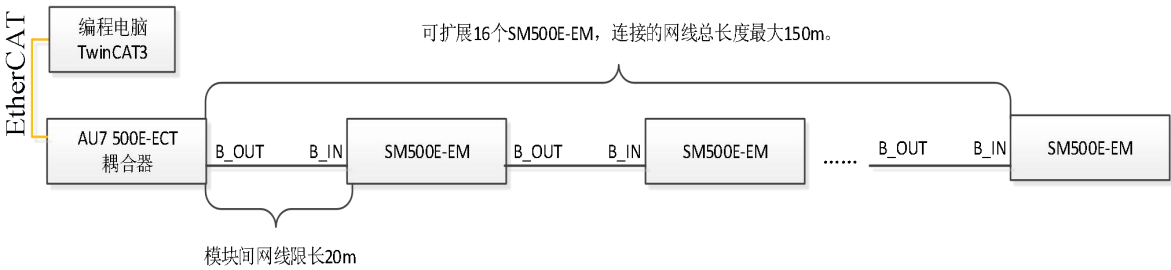 EtherCAT
编程电脑
TwinCAT3
可扩展16个SM500E-EM，连接的网线总长度最大150m。
AU7 500E-ECT
耦合器
B_OUT
B_IN
SM500E-EM
B_OUT
B_IN
SM500E-EM
......
B_OUT
B_IN
SM500E-EM
模块间网线限长20m